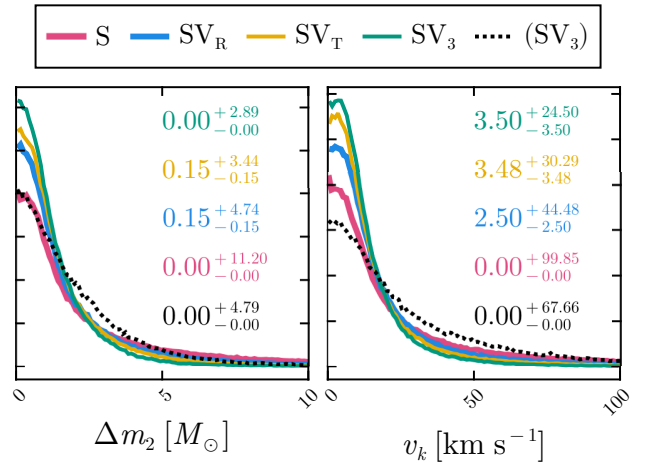 S SV_R SV_T SV_3 (SV_3)
0.00^{+2.89}_{-0.00}
0.15^{+3.44}_{-0.15}
0.15^{+4.74}_{-0.15}
0.00^{+11.20}_{-0.00}
0.00^{+4.79}_{-0.00}
0 5 10
Δm_2 [M_⊙]
3.50^{+24.50}_{-3.50}
3.48^{+30.29}_{-3.48}
2.50^{+44.48}_{-2.50}
0.00^{+99.85}_{-0.00}
0.00^{+67.66}_{-0.00}
0 50 100
v_k [km s^{-1}]